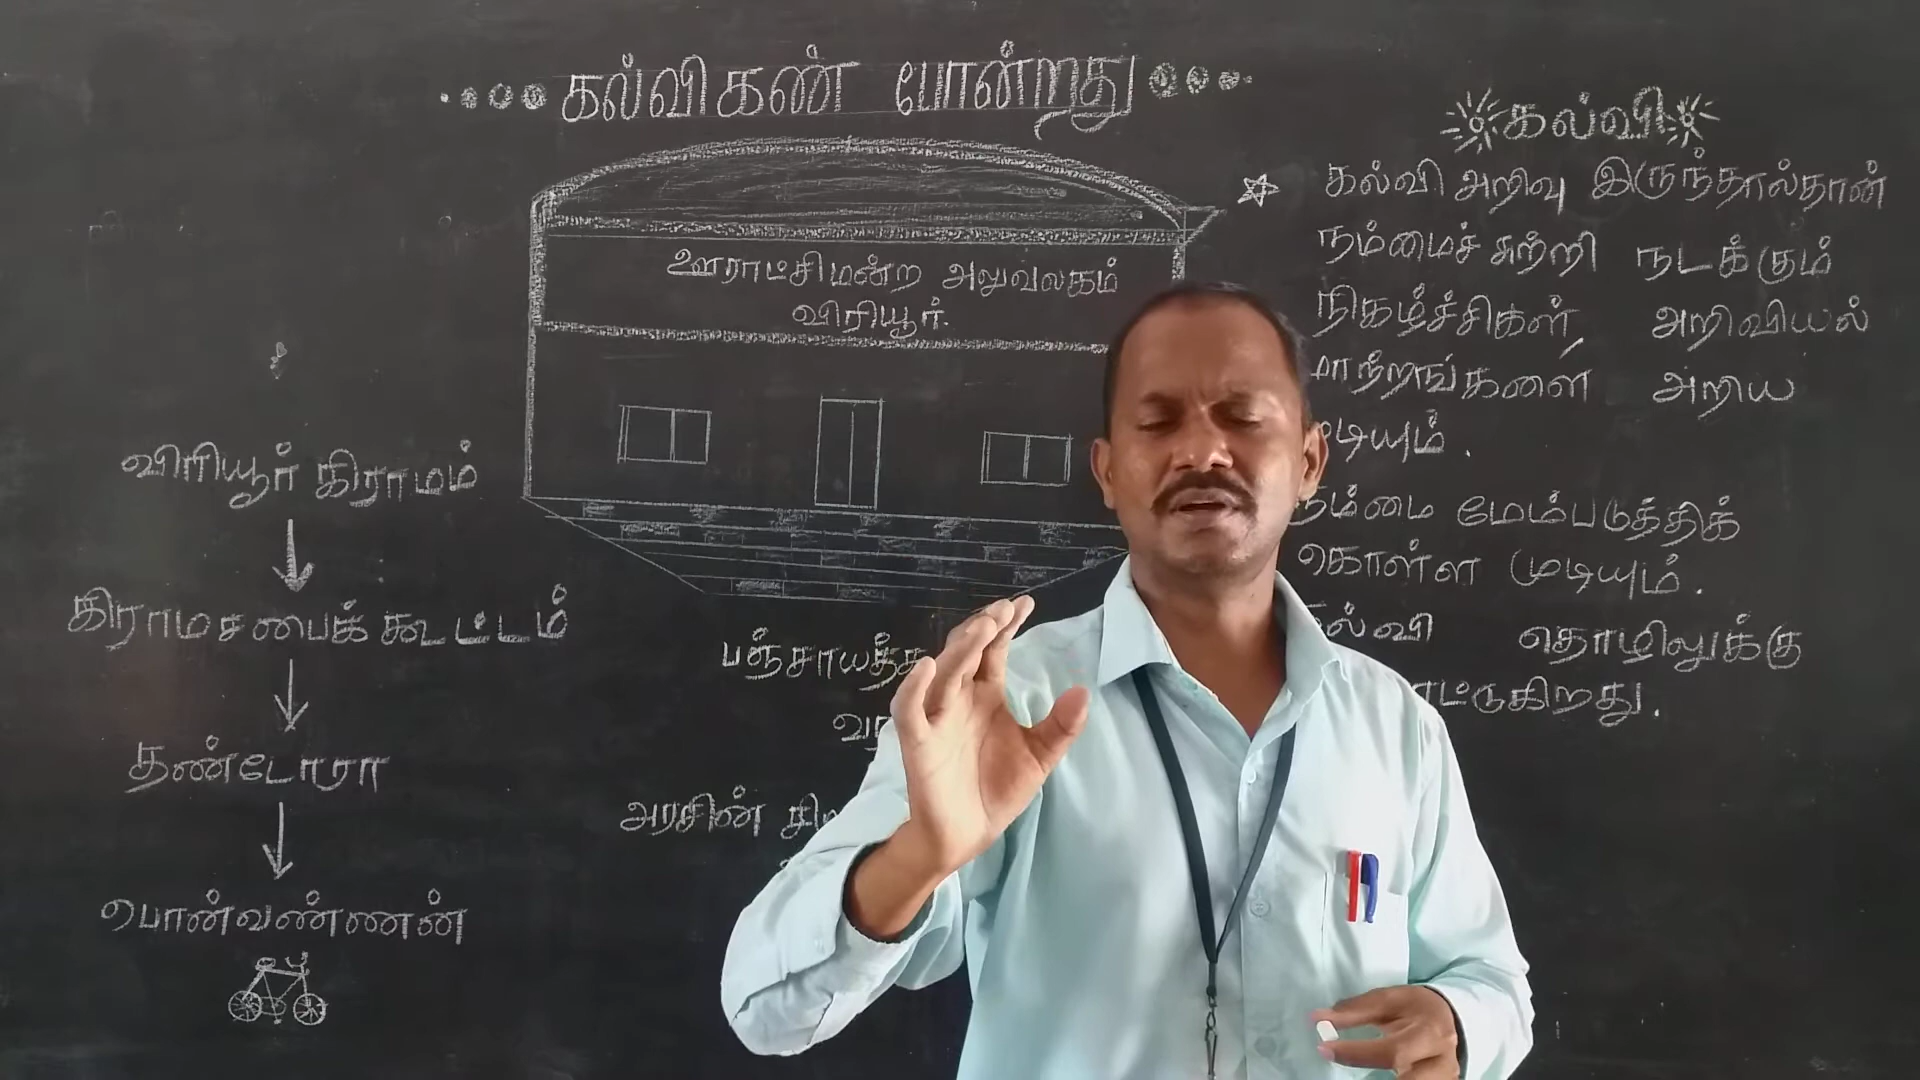 கல்வி கண் போன்றது
ஊராட்சிமன்ற அலுவலகம்
விரியூர்.
விரியூர் கிராமம்
கிராமசபைக் கூட்டம்
தண்டோரா
பொன்வண்ணன்
அரசின்
கல்வி
கல்வி அறிவு இருந்தால்தான்
நம்மைச் சுற்றி நடக்கும்
நிகழ்ச்சிகள், அறிவியல்
மாற்றங்களை அறிய
முடியும்.
நம்மை மேம்படுத்திக்
கொள்ள முடியும்.
கல்வி தொழிலுக்கு